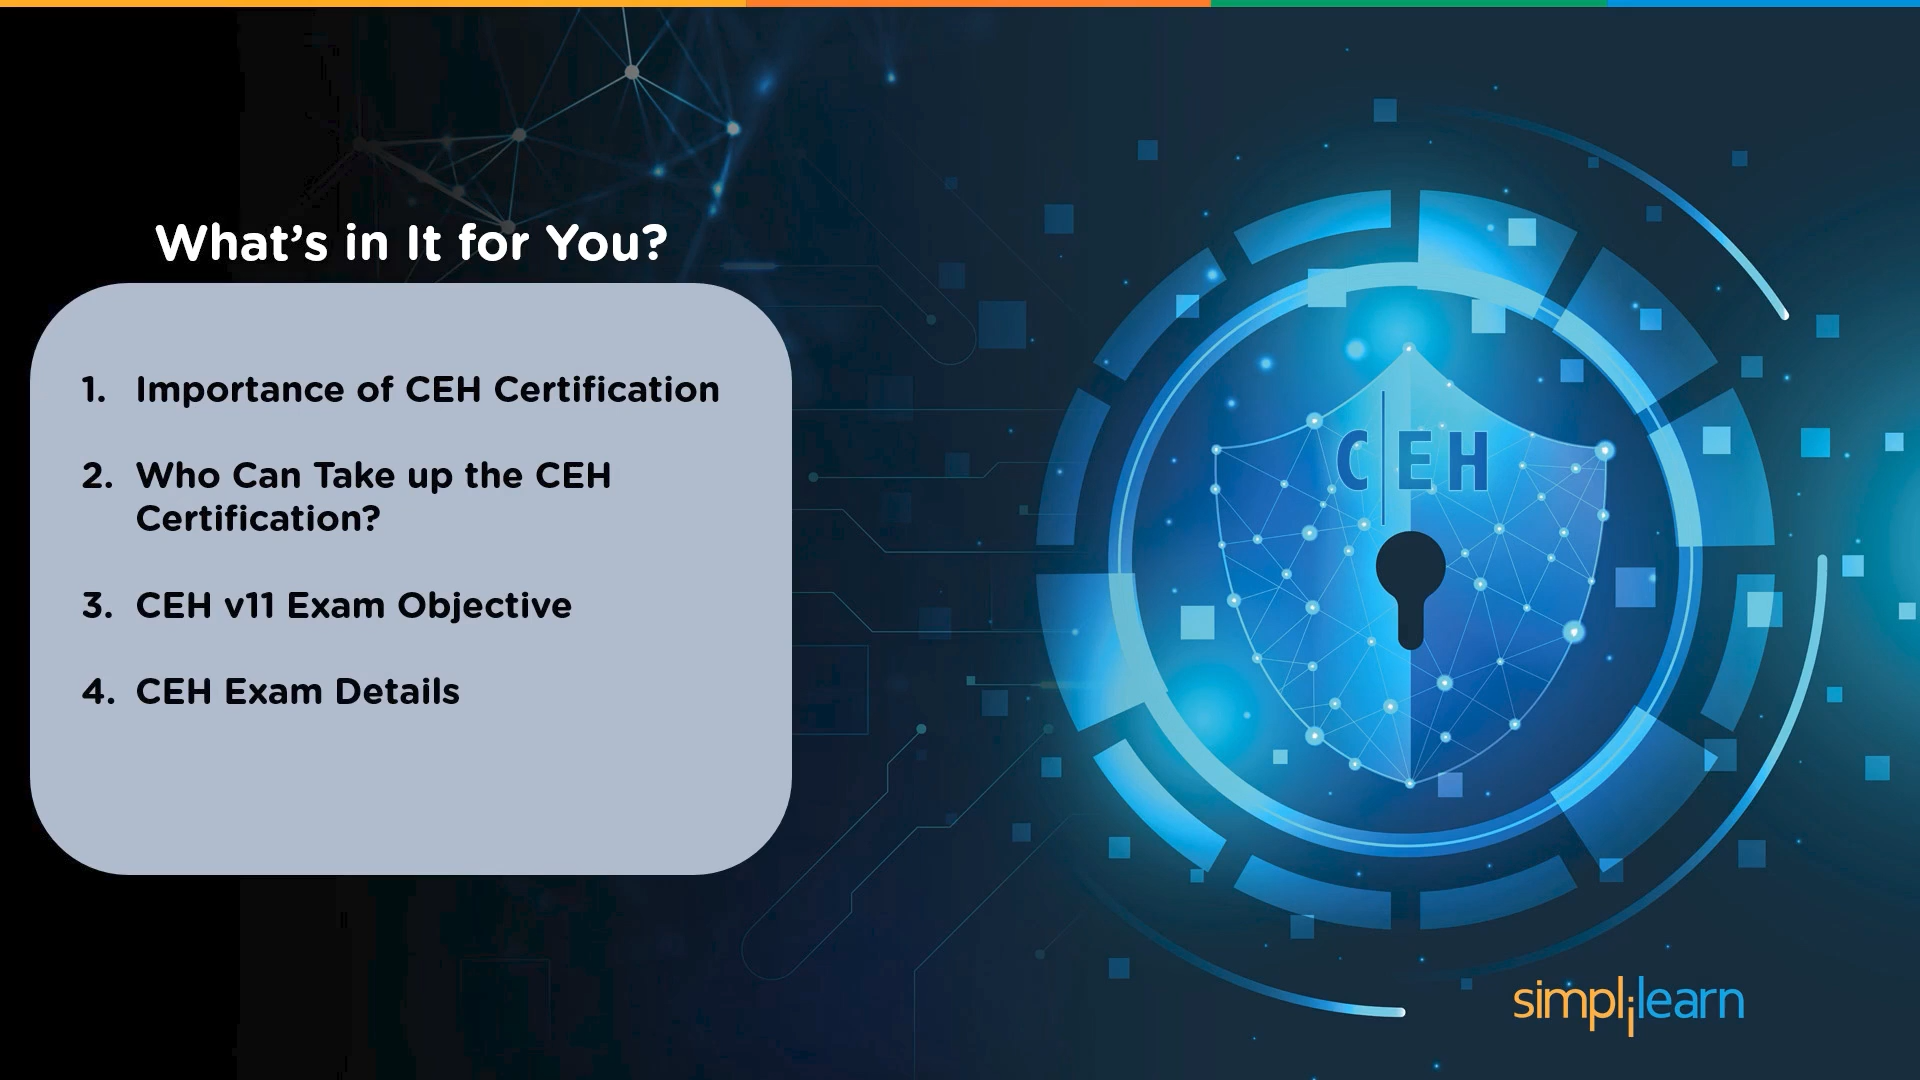 What's in It for You?
1. Importance of CEH Certification
2. Who Can Take up the CEH
Certification?
3. CEH v11 Exam Objective
4. CEH Exam Details
C|EH
simplilearn